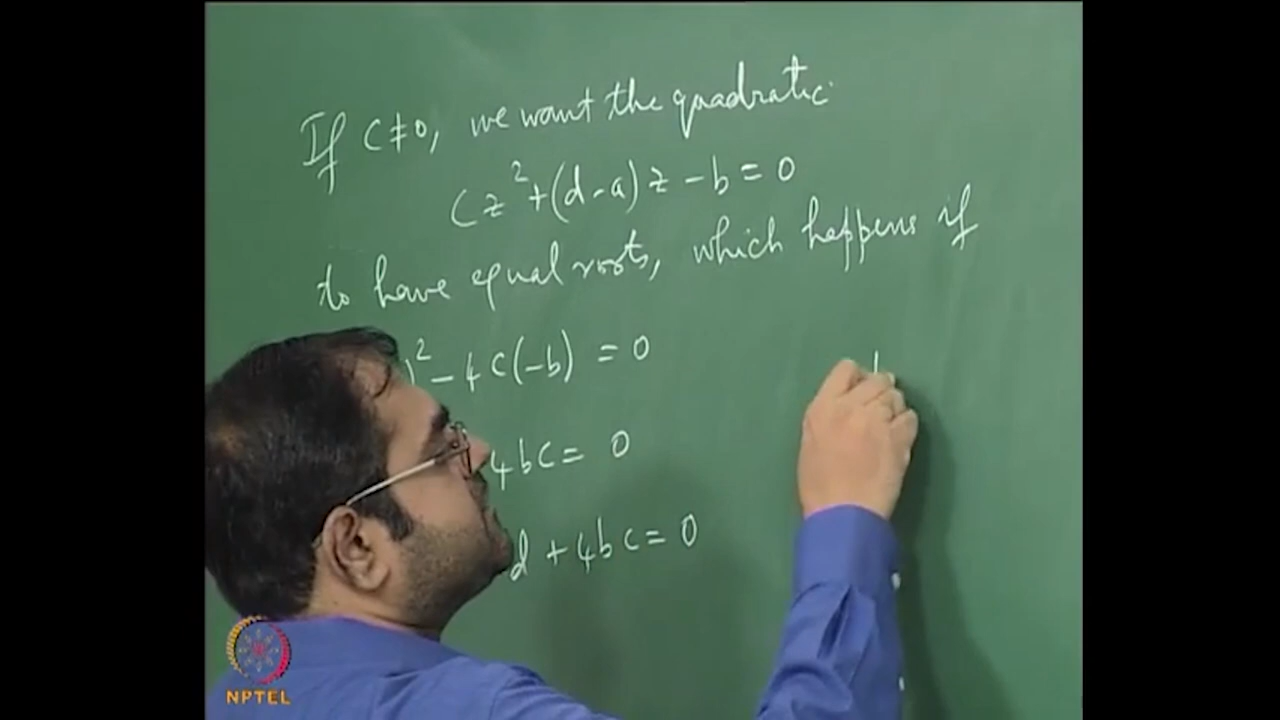 If C≠0, we want the quadratic
Cz²+(d-a)z-b=0
to have equal roots, which happens if
)²-4C(-b) = 0
4bc = 0
d + 4bc = 0
NPTEL